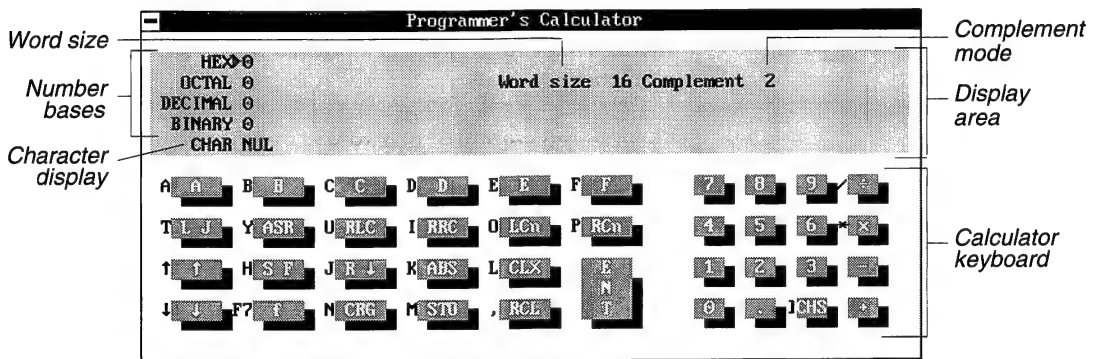 Programmer's Calculator
Word size
Complement mode
Number bases
Character display
Display area
Calculator keyboard
HEX>0
OCTAL 0
DECIMAL 0
BINARY 0
CHAR NUL
Word size 16 Complement 2
A A B B C C D D E E F F 7 8 9 / ÷
T L J Y ASR U RLC I RRC O LCn P RCn 4 5 6 * ×
↑ ↑ H S F J R ↓ K ABS L CLX ENT 1 2 3 -
↓ ↓ F7 f N CRG M STO , RCL 0 . ] CHS +